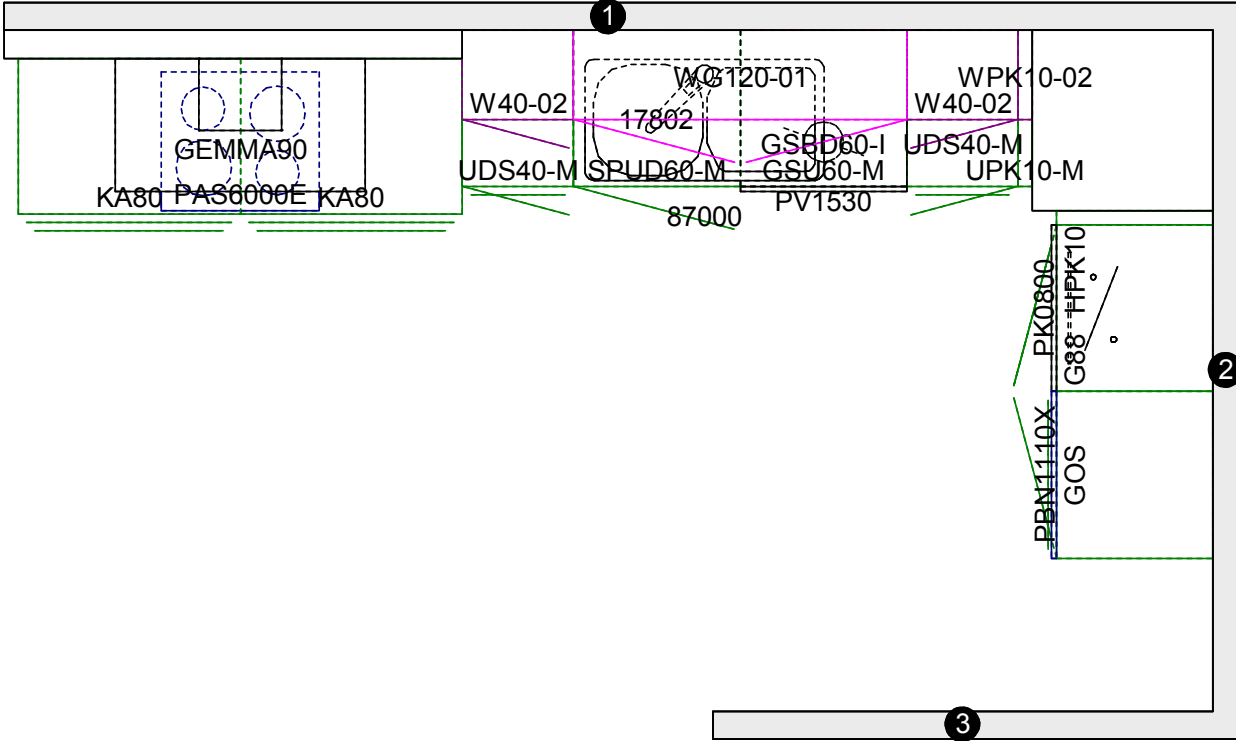 1
WG120-01
WPK10-02
W40-02
W40-02
17802
GEMMA90
GSBD60-I
UDS40-M
UDS40-M
SPUD60-M
GSU60-M
UPK10-M
KA80
PAS6000E
KA80
PV1530
87000
PK0800
HPK10
G88
2
PBN1110X
GOS
3